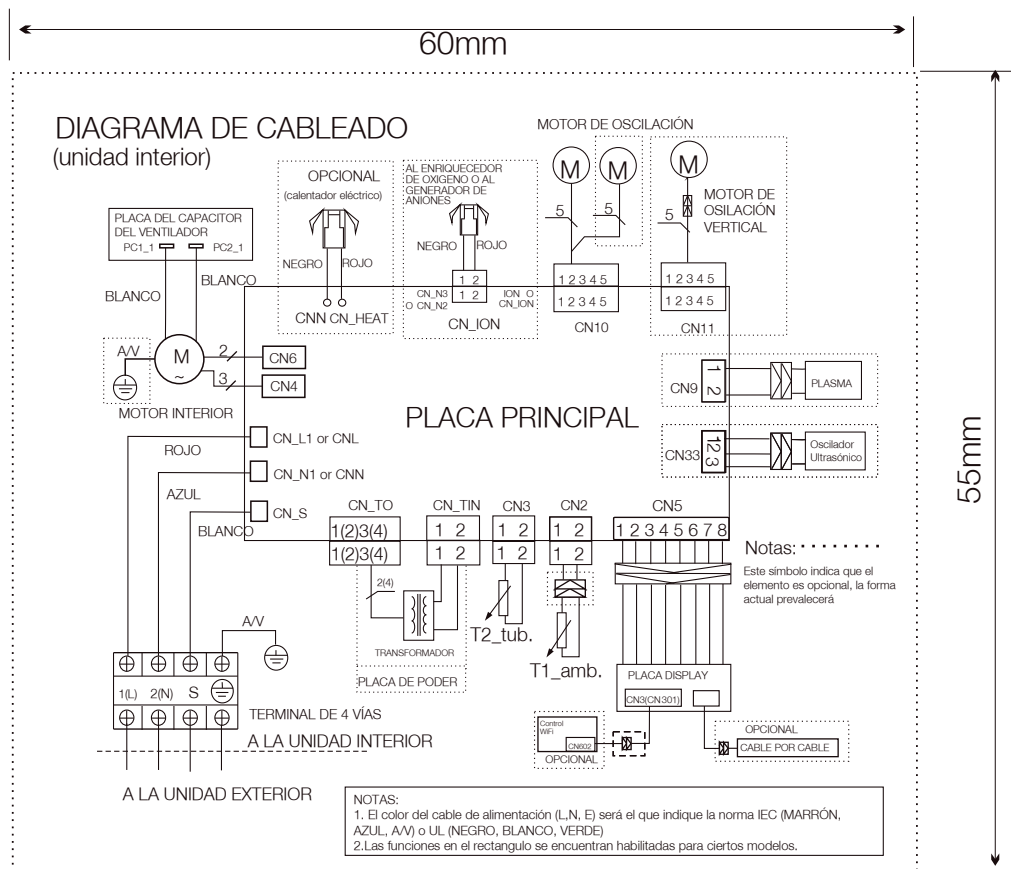 60mm
55mm
DIAGRAMA DE CABLEADO
(unidad interior)
MOTOR DE OSCILACIÓN
M
M
5
5
1 2 3 4 5
1 2 3 4 5
CN10
M
MOTOR DE
OSILACIÓN
VERTICAL
5
1 2 3 4 5
1 2 3 4 5
CN11
OPCIONAL
(calentador eléctrico)
NEGRO
ROJO
CNN CN_HEAT
AL ENRIQUECEDOR
DE OXIGENO O AL
GENERADOR DE
ANIONES
NEGRO
ROJO
1 2
1 2
CN_N3
O CN_N2
ION O
CN_ION
CN_ION
PLACA DEL CAPACITOR
DEL VENTILADOR
PC1_1
PC2_1
BLANCO
BLANCO
A/V
M
~
2
CN6
3
CN4
MOTOR INTERIOR
PLACA PRINCIPAL
CN9
1 2
PLASMA
CN33
12 3
Oscilador
Ultrasónico
CN_L1 or CNL
ROJO
CN_N1 or CNN
AZUL
CN_S
BLANCO
CN_TO
1(2)3(4)
1(2)3(4)
CN_TIN
1 2
1 2
CN3
1 2
1 2
CN2
1 2
1 2
CN5
1 2 3 4 5 6 7 8
2(4)
TRANSFORMADOR
PLACA DE PODER
T2_tub.
T1_amb.
Notas:
Este símbolo indica que el
elemento es opcional, la forma
actual prevalecerá
PLACA DISPLAY
CN3(CN301)
Control
WiFi
CN602
OPCIONAL
OPCIONAL
CABLE POR CABLE
A/V
1(L)
2(N)
S
TERMINAL DE 4 VÍAS
A LA UNIDAD INTERIOR
A LA UNIDAD EXTERIOR
NOTAS:
1. El color del cable de alimentación (L,N, E) será el que indique la norma IEC (MARRÓN,
AZUL, A/V) o UL (NEGRO, BLANCO, VERDE)
2.Las funciones en el rectangulo se encuentran habilitadas para ciertos modelos.